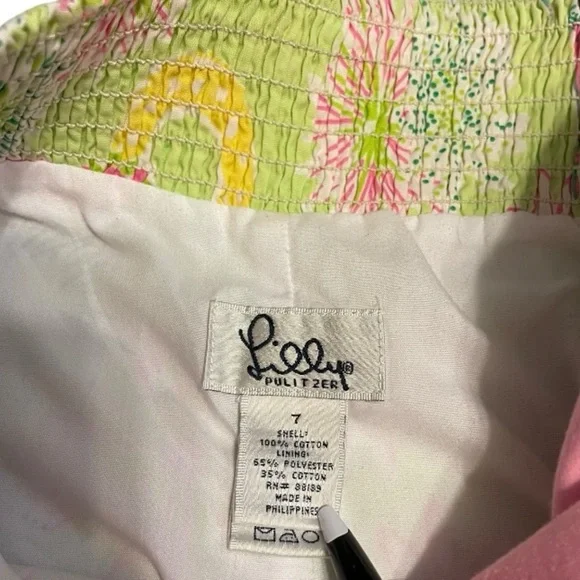 Lilly®
PULITZER
7
SHELL:
100% COTTON
LINING:
65% POLYESTER
35% COTTON
RN# 88189
MADE IN
PHILIPPINES